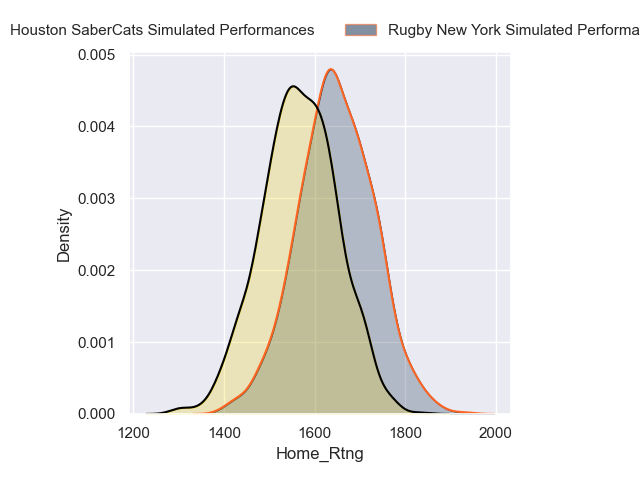 Houston SaberCats Simulated Performances
Rugby New York Simulated Performa
0.005
0.004
0.003
0.002
0.001
0.000
Density
1200 1400 1600 1800 2000
Home_Rtng